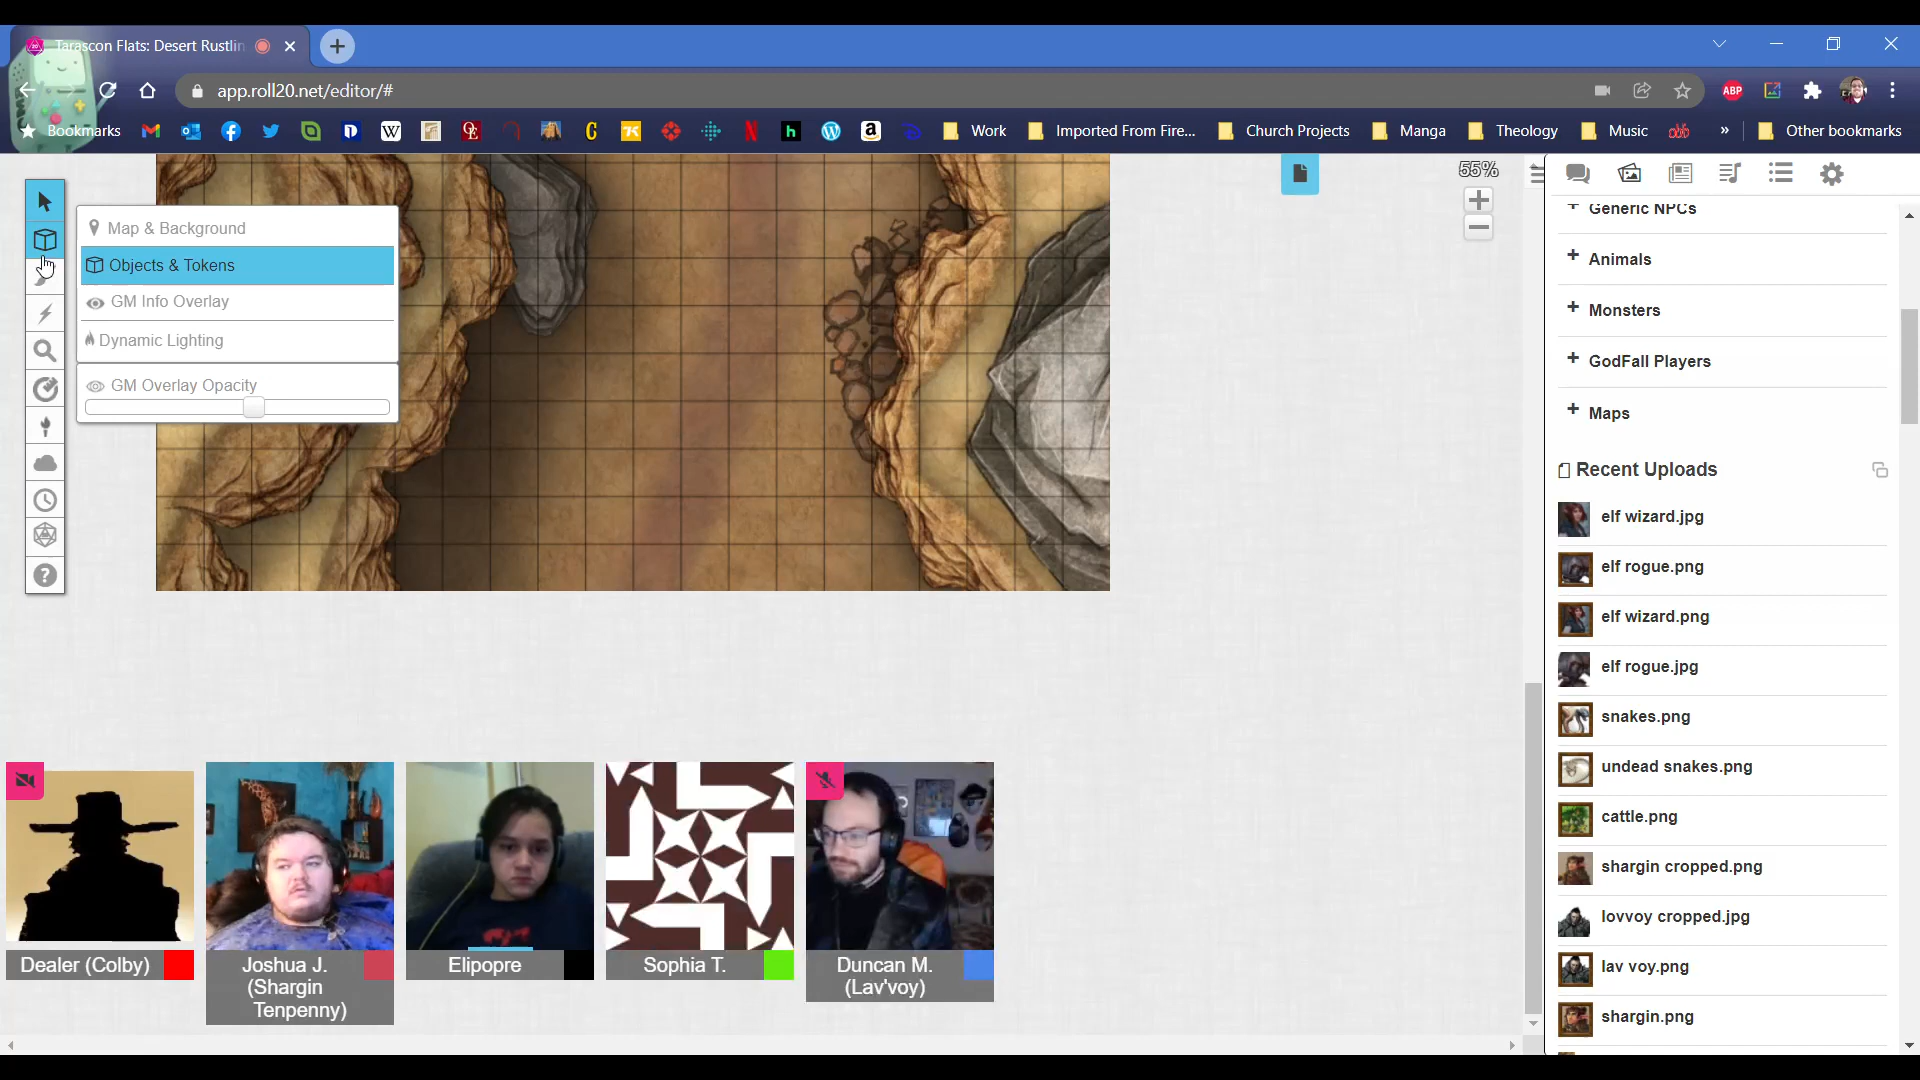 Tarascon Flats: Desert Rustlin
app.roll20.net/editor/#
ABP
Bookmarks
Work
Imported From Fire...
Church Projects
Manga
Theology
Music
»
Other bookmarks
Map & Background
Objects & Tokens
GM Info Overlay
Dynamic Lighting
GM Overlay Opacity
55%
Generic NPCs
Animals
Monsters
GodFall Players
Maps
Recent Uploads
elf wizard.jpg
elf rogue.png
elf wizard.png
elf rogue.jpg
snakes.png
undead snakes.png
cattle.png
shargin cropped.png
lovvoy cropped.jpg
lav voy.png
shargin.png
Dealer (Colby)
Joshua J.
(Shargin
Tenpenny)
Elipopre
Sophia T.
Duncan M.
(Lav'voy)